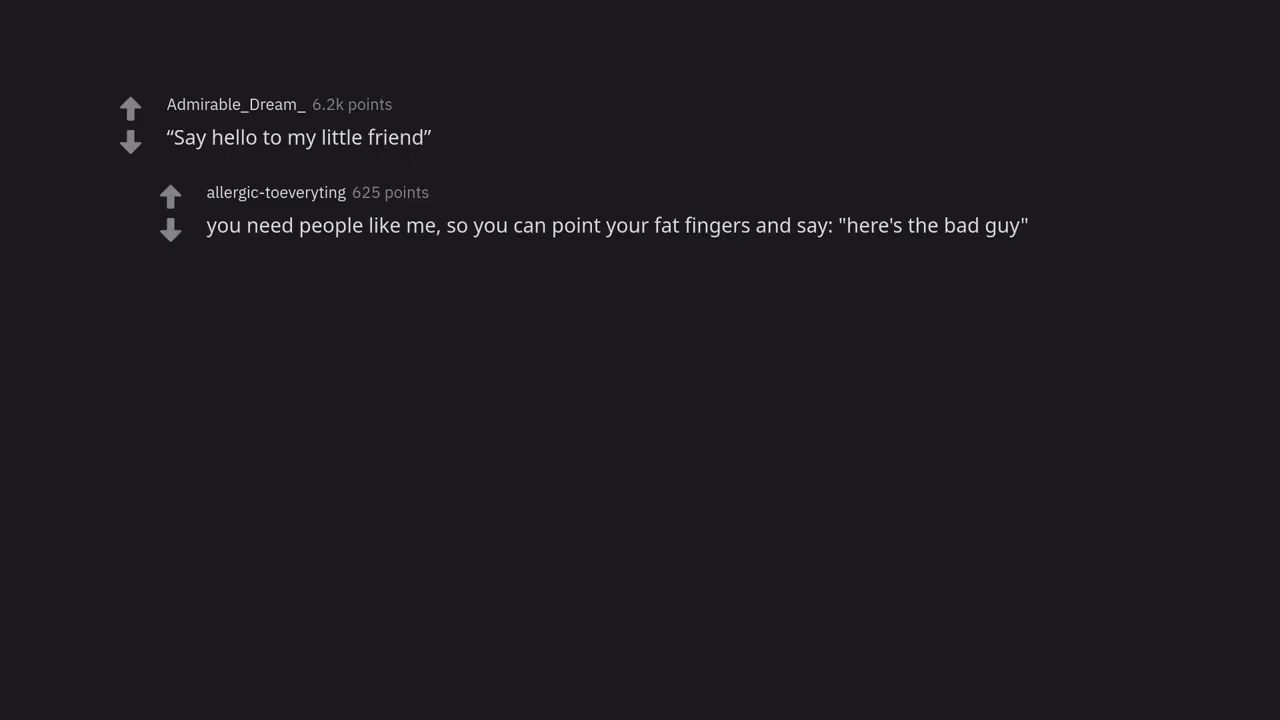 Admirable_Dream_ 6.2k points
“Say hello to my little friend”
allergic-toeveryting 625 points
you need people like me, so you can point your fat fingers and say: "here's the bad guy"